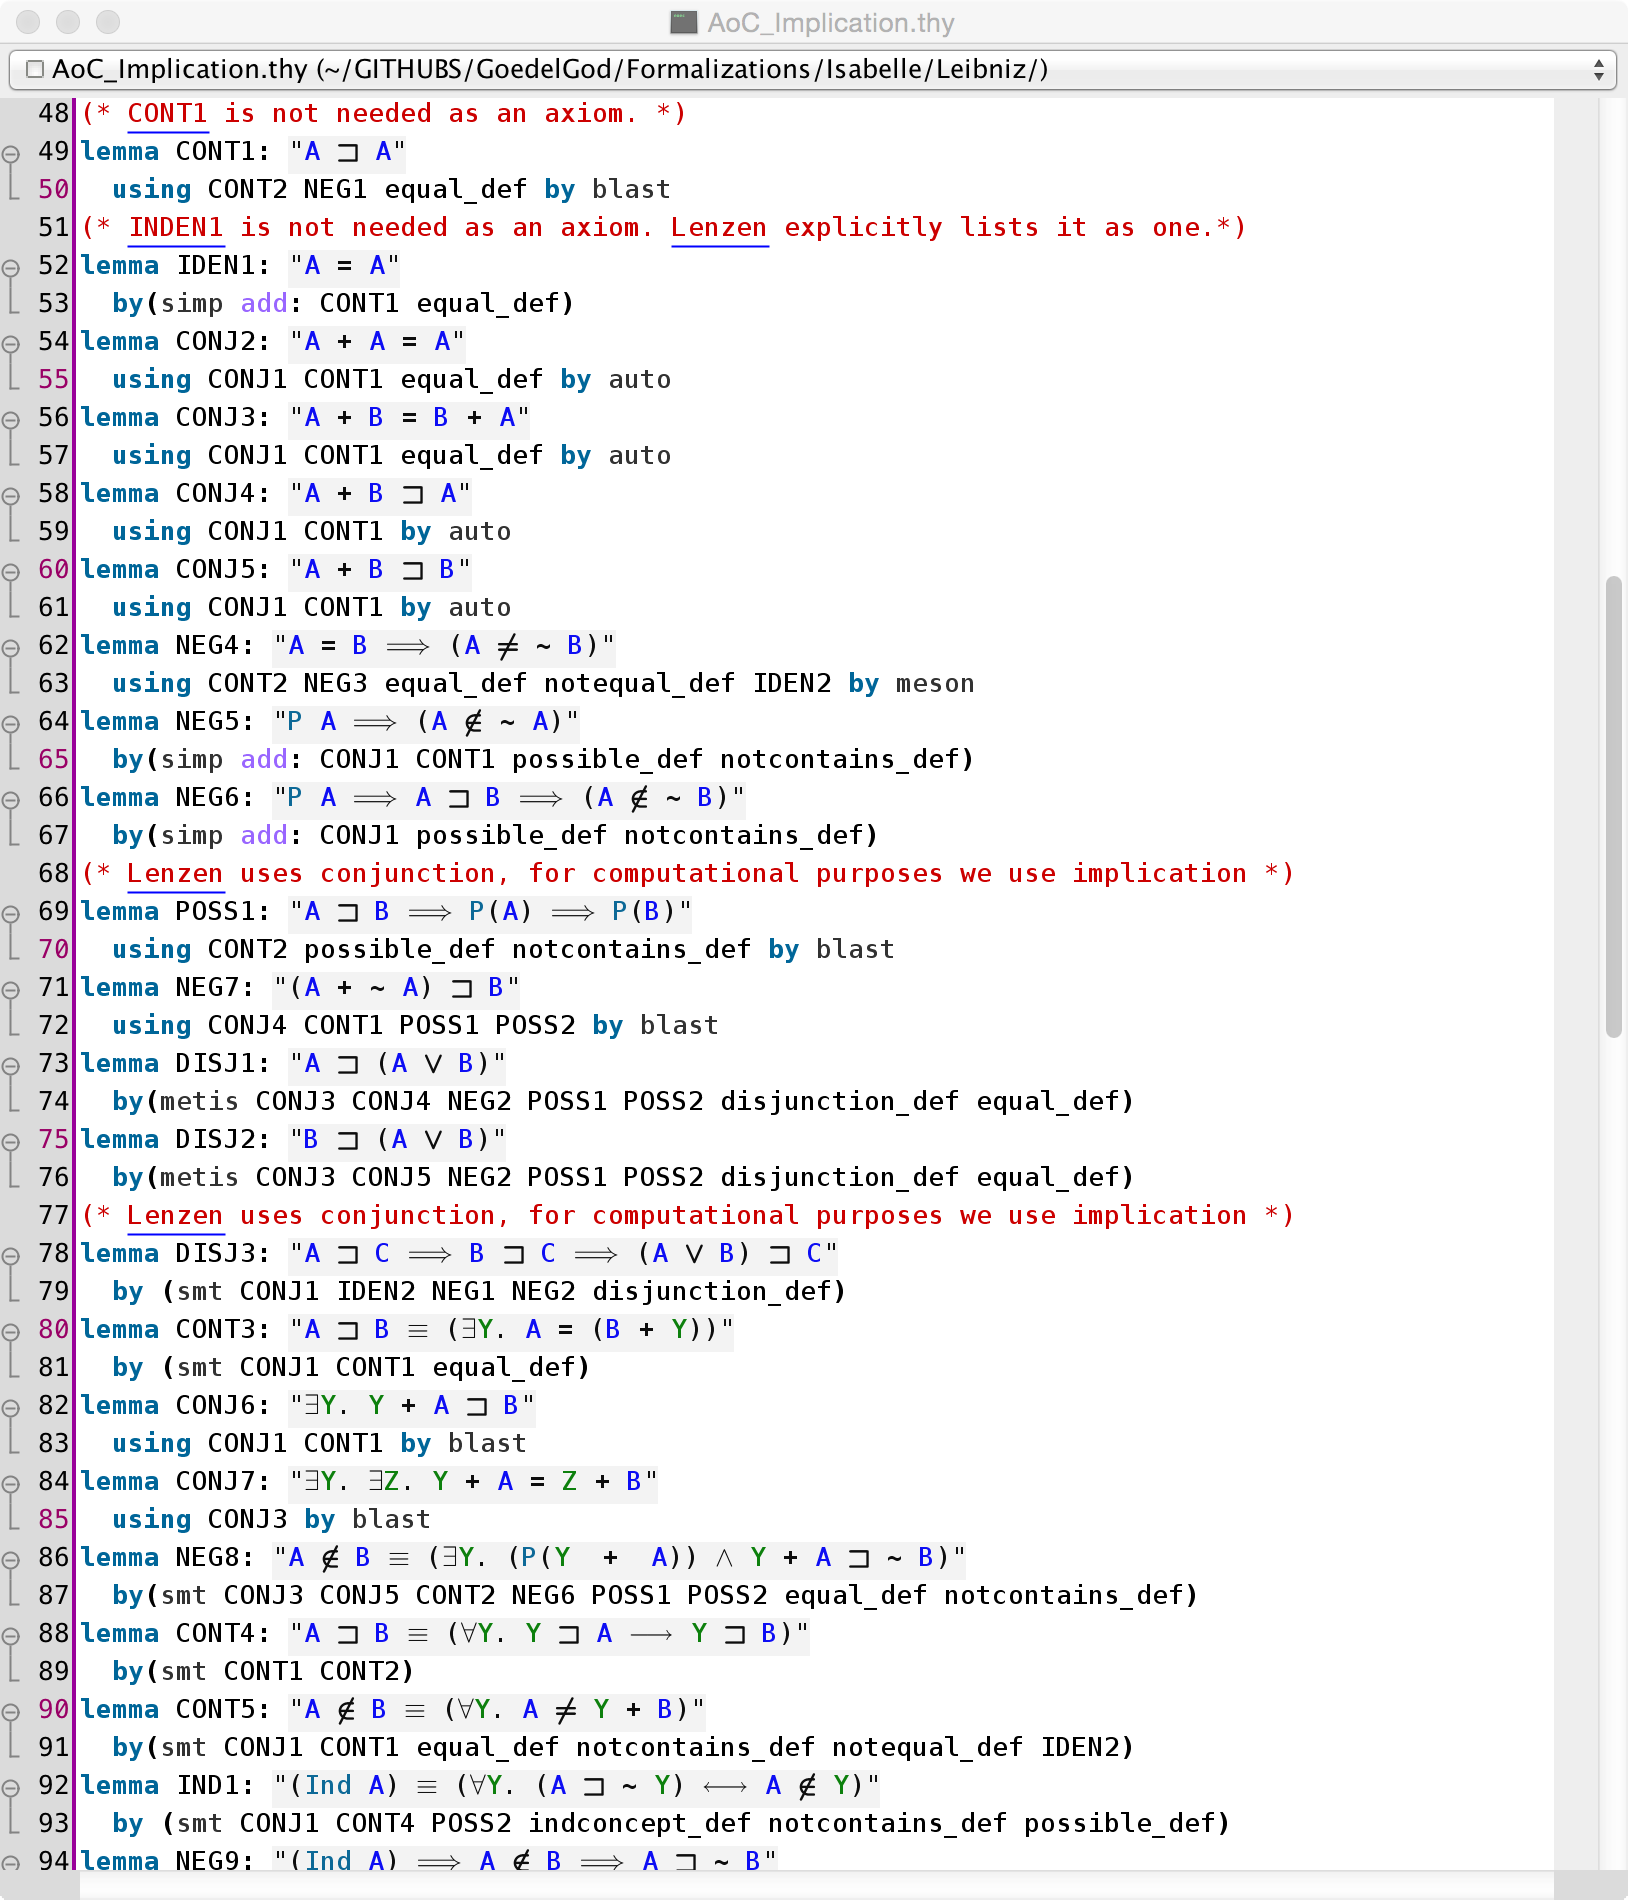 AoC_Implication.thy
AoC_Implication.thy (~/GITHUBS/GoedelGod/Formalizations/Isabelle/Leibniz/)
48 (* CONT1 is not needed as an axiom. *)
49 lemma CONT1: "A ⊐ A"
50 using CONT2 NEG1 equal_def by blast
51 (* INDEN1 is not needed as an axiom. Lenzen explicitly lists it as one.*)
52 lemma IDEN1: "A = A"
53 by(simp add: CONT1 equal_def)
54 lemma CONJ2: "A + A = A"
55 using CONJ1 CONT1 equal_def by auto
56 lemma CONJ3: "A + B = B + A"
57 using CONJ1 CONT1 equal_def by auto
58 lemma CONJ4: "A + B ⊐ A"
59 using CONJ1 CONT1 by auto
60 lemma CONJ5: "A + B ⊐ B"
61 using CONJ1 CONT1 by auto
62 lemma NEG4: "A = B ⟹ (A ≠ ~ B)"
63 using CONT2 NEG3 equal_def notequal_def IDEN2 by meson
64 lemma NEG5: "P A ⟹ (A ∉ ~ A)"
65 by(simp add: CONJ1 CONT1 possible_def notcontains_def)
66 lemma NEG6: "P A ⟹ A ⊐ B ⟹ (A ∉ ~ B)"
67 by(simp add: CONJ1 possible_def notcontains_def)
68 (* Lenzen uses conjunction, for computational purposes we use implication *)
69 lemma POSS1: "A ⊐ B ⟹ P(A) ⟹ P(B)"
70 using CONT2 possible_def notcontains_def by blast
71 lemma NEG7: "(A + ~ A) ⊐ B"
72 using CONJ4 CONT1 POSS1 POSS2 by blast
73 lemma DISJ1: "A ⊐ (A ∨ B)"
74 by(metis CONJ3 CONJ4 NEG2 POSS1 POSS2 disjunction_def equal_def)
75 lemma DISJ2: "B ⊐ (A ∨ B)"
76 by(metis CONJ3 CONJ5 NEG2 POSS1 POSS2 disjunction_def equal_def)
77 (* Lenzen uses conjunction, for computational purposes we use implication *)
78 lemma DISJ3: "A ⊐ C ⟹ B ⊐ C ⟹ (A ∨ B) ⊐ C"
79 by (smt CONJ1 IDEN2 NEG1 NEG2 disjunction_def)
80 lemma CONT3: "A ⊐ B ≡ (∃Y. A = (B + Y))"
81 by (smt CONJ1 CONT1 equal_def)
82 lemma CONJ6: "∃Y. Y + A ⊐ B"
83 using CONJ1 CONT1 by blast
84 lemma CONJ7: "∃Y. ∃Z. Y + A = Z + B"
85 using CONJ3 by blast
86 lemma NEG8: "A ∉ B ≡ (∃Y. (P(Y + A)) ∧ Y + A ⊐ ~ B)"
87 by(smt CONJ3 CONJ5 CONT2 NEG6 POSS1 POSS2 equal_def notcontains_def)
88 lemma CONT4: "A ⊐ B ≡ (∀Y. Y ⊐ A ⟶ Y ⊐ B)"
89 by(smt CONT1 CONT2)
90 lemma CONT5: "A ∉ B ≡ (∀Y. A ≠ Y + B)"
91 by(smt CONJ1 CONT1 equal_def notcontains_def notequal_def IDEN2)
92 lemma IND1: "(Ind A) ≡ (∀Y. (A ⊐ ~ Y) ⟷ A ∉ Y)"
93 by (smt CONJ1 CONT4 POSS2 indconcept_def notcontains_def possible_def)
94 lemma NEG9: "(Ind A) ⟹ A ∉ B ⟹ A ⊐ ~ B"